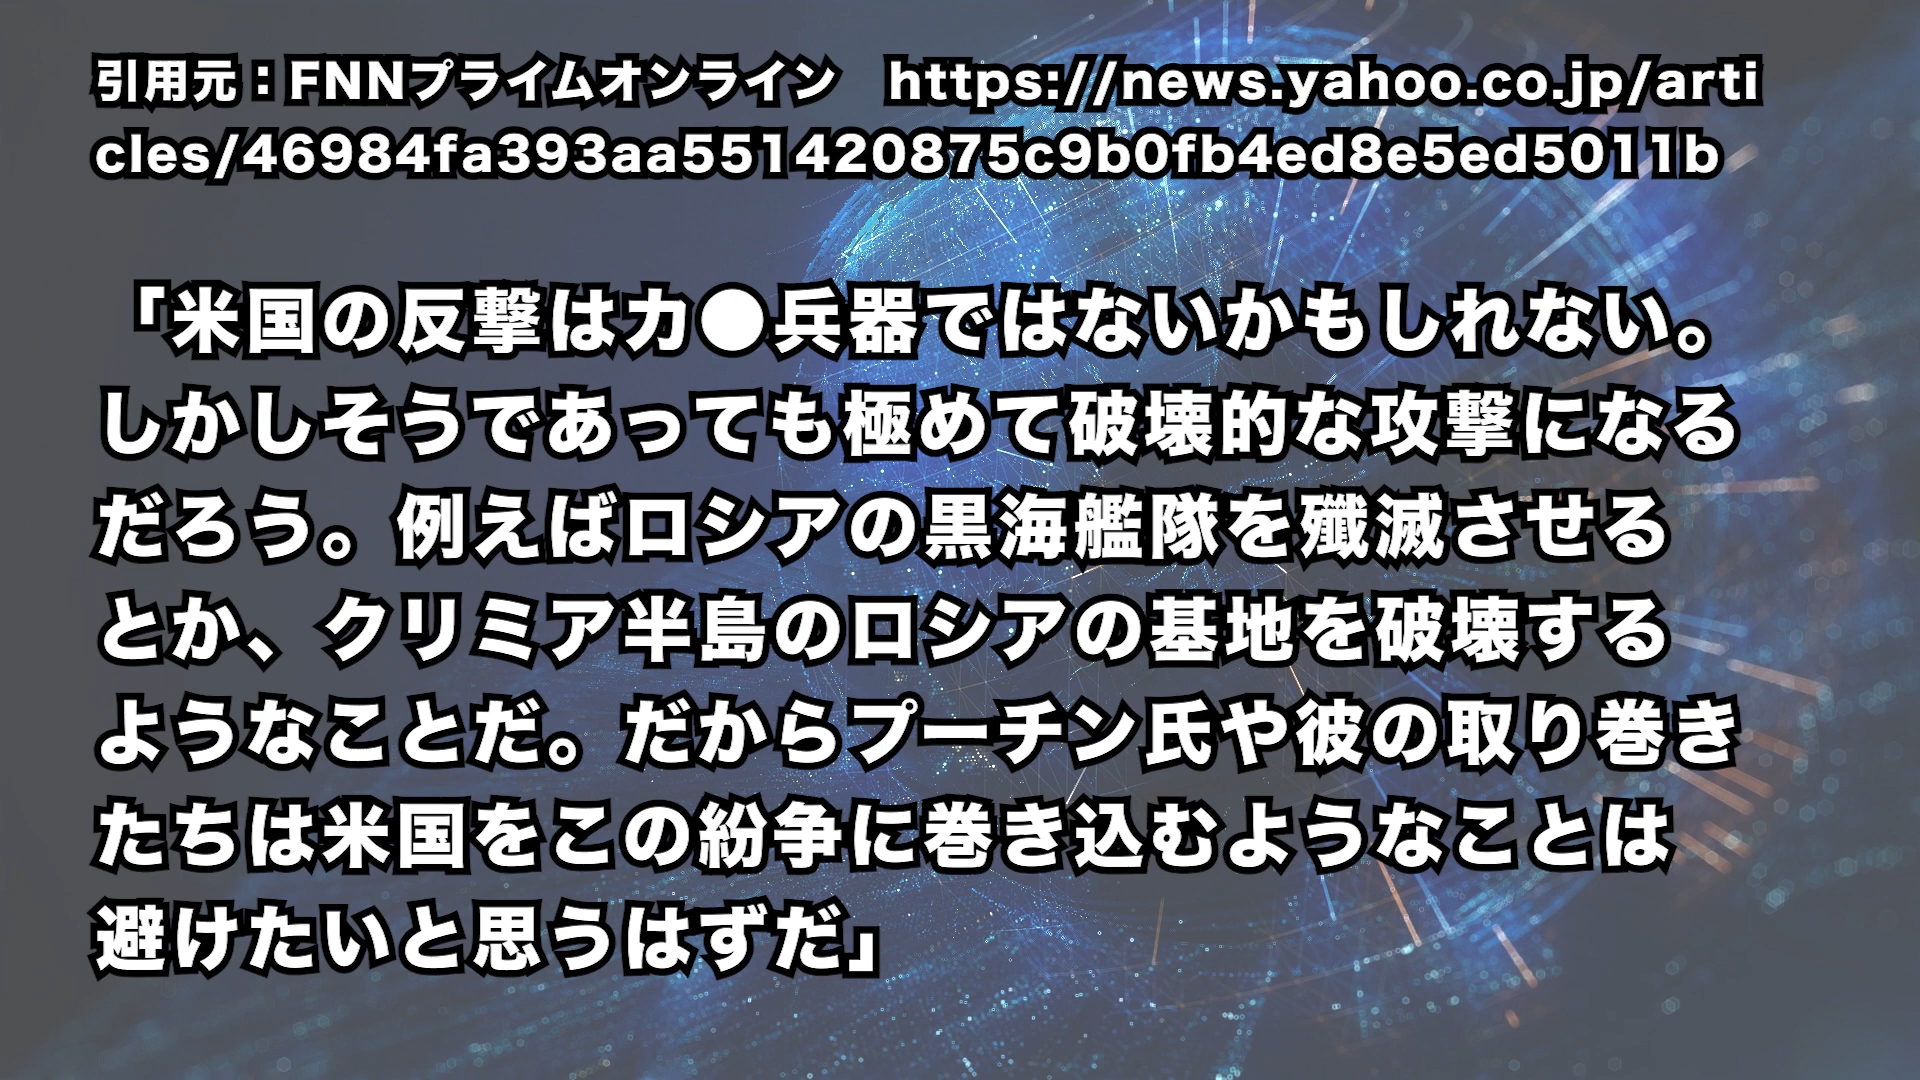 引用元：FNNプライムオンライン　https://news.yahoo.co.jp/arti
cles/46984fa393aa551420875c9b0fb4ed8e5ed5011b
「米国の反撃は力●兵器ではないかもしれない。
しかしそうであっても極めて破壊的な攻撃になる
だろう。例えばロシアの黒海艦隊を殲滅させる
とか、クリミア半島のロシアの基地を破壊する
ようなことだ。だからプーチン氏や彼の取り巻き
たちは米国をこの紛争に巻き込むようなことは
避けたいと思うはずだ」